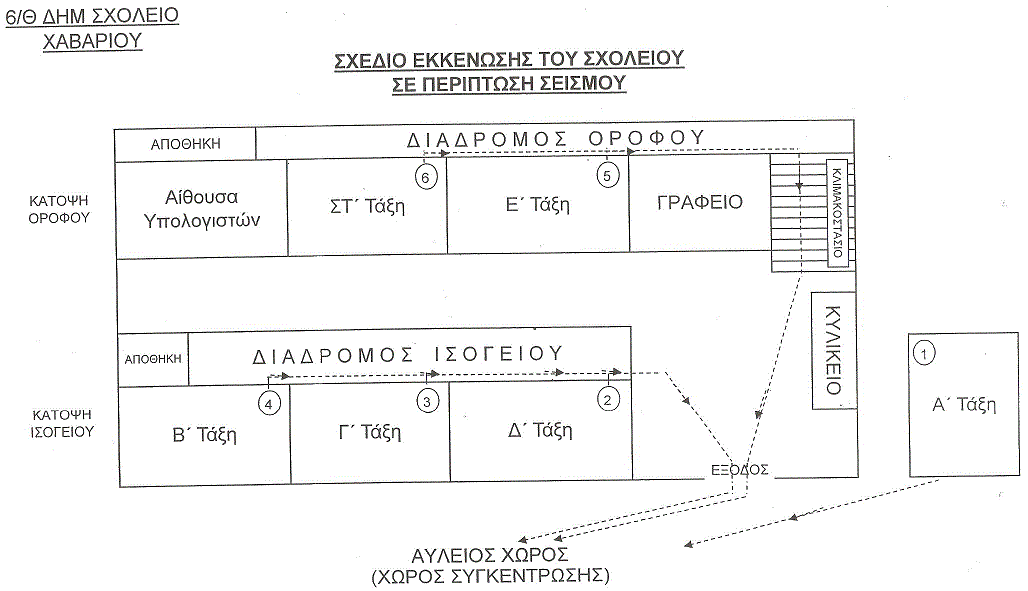 6/Θ ΔΗΜ ΣΧΟΛΕΙΟ
ΧΑΒΑΡΙΟΥ
ΣΧΕΔΙΟ ΕΚΚΕΝΩΣΗΣ ΤΟΥ ΣΧΟΛΕΙΟΥ
ΣΕ ΠΕΡΙΠΤΩΣΗ ΣΕΙΣΜΟΥ
ΑΠΟΘΗΚΗ
ΔΙΑΔΡΟΜΟΣ ΟΡΟΦΟΥ
ΚΑΤΟΨΗ
ΟΡΟΦΟΥ
Αίθουσα
Υπολογιστών
6
ΣΤ΄ Τάξη
5
Ε΄ Τάξη
ΓΡΑΦΕΙΟ
ΚΛΙΜΑΚΟΣΤΑΣΙΟ
ΚΥΛΙΚΕΙΟ
ΑΠΟΘΗΚΗ
ΔΙΑΔΡΟΜΟΣ ΙΣΟΓΕΙΟΥ
ΚΑΤΟΨΗ
ΙΣΟΓΕΙΟΥ
4
Β΄ Τάξη
3
Γ΄ Τάξη
2
Δ΄ Τάξη
1
Α΄ Τάξη
ΕΞΟΔΟΣ
ΑΥΛΕΙΟΣ ΧΩΡΟΣ
(ΧΩΡΟΣ ΣΥΓΚΕΝΤΡΩΣΗΣ)